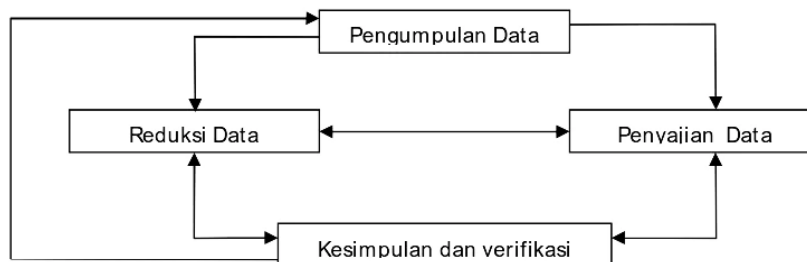 Pengumpulan Data
Reduksi Data
Penyajian Data
Kesimpulan dan verifikasi